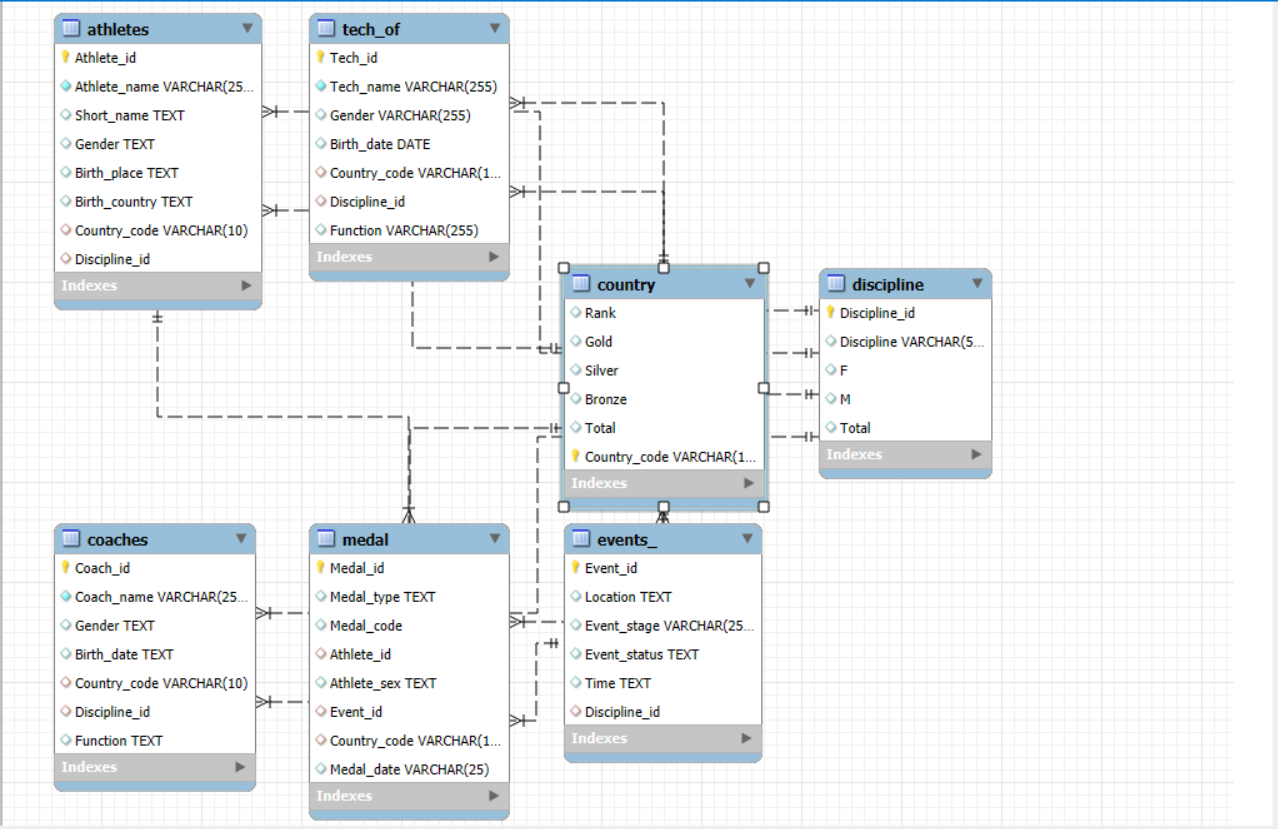 athletes
Athlete_id
Athlete_name VARCHAR(25...
Short_name TEXT
Gender TEXT
Birth_place TEXT
Birth_country TEXT
Country_code VARCHAR(10)
Discipline_id
Indexes
tech_of
Tech_id
Tech_name VARCHAR(255)
Gender VARCHAR(255)
Birth_date DATE
Country_code VARCHAR(1...
Discipline_id
Function VARCHAR(255)
Indexes
country
Rank
Gold
Silver
Bronze
Total
Country_code VARCHAR(1...
Indexes
discipline
Discipline_id
Discipline VARCHAR(5...
F
M
Total
Indexes
coaches
Coach_id
Coach_name VARCHAR(25...
Gender TEXT
Birth_date TEXT
Country_code VARCHAR(10)
Discipline_id
Function TEXT
Indexes
medal
Medal_id
Medal_type TEXT
Medal_code
Athlete_id
Athlete_sex TEXT
Event_id
Country_code VARCHAR(1...
Medal_date VARCHAR(25)
Indexes
events_
Event_id
Location TEXT
Event_stage VARCHAR(25...
Event_status TEXT
Time TEXT
Discipline_id
Indexes